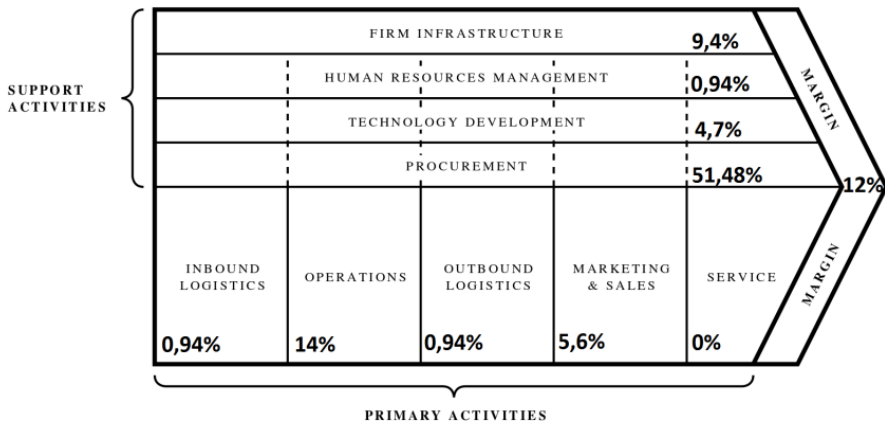 FIRM INFRASTRUCTURE
9,4%
HUMAN RESOURCES MANAGEMENT
0,94%
TECHNOLOGY DEVELOPMENT
4,7%
PROCUREMENT
51,48%
SUPPORT
ACTIVITIES
MARGIN
12%
MARGIN
INBOUND
LOGISTICS
0,94%
OPERATIONS
14%
OUTBOUND
LOGISTICS
0,94%
MARKETING
& SALES
5,6%
SERVICE
0%
PRIMARY ACTIVITIES